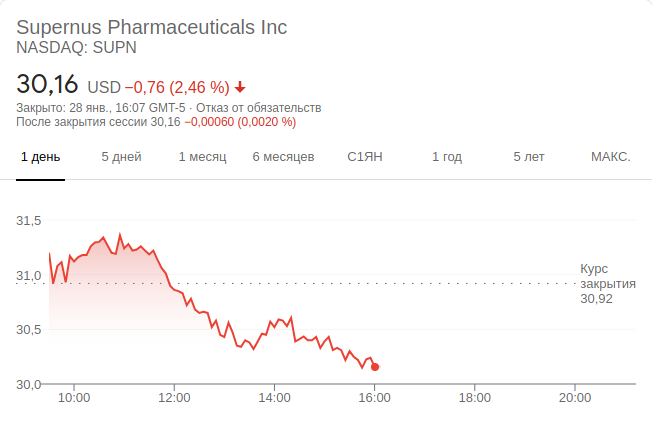 Supernus Pharmaceuticals Inc
NASDAQ: SUPN
30,16 USD −0,76 (2,46 %)
Закрыто: 28 янв., 16:07 GMT-5 · Отказ от обязательств
После закрытия сессии 30,16 −0,00060 (0,0020 %)
1 день 5 дней 1 месяц 6 месяцев С1ЯН 1 год 5 лет МАКС.
31,5
31,0
30,5
30,0
Курс
закрытия
30,92
10:00 12:00 14:00 16:00 18:00 20:00